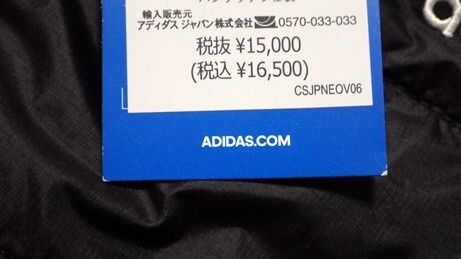 輸入販売元
アディダス ジャパン株式会社 0570-033-033
税抜 ¥15,000
(税込 ¥16,500)
CSJPNEOV06
ADIDAS.COM